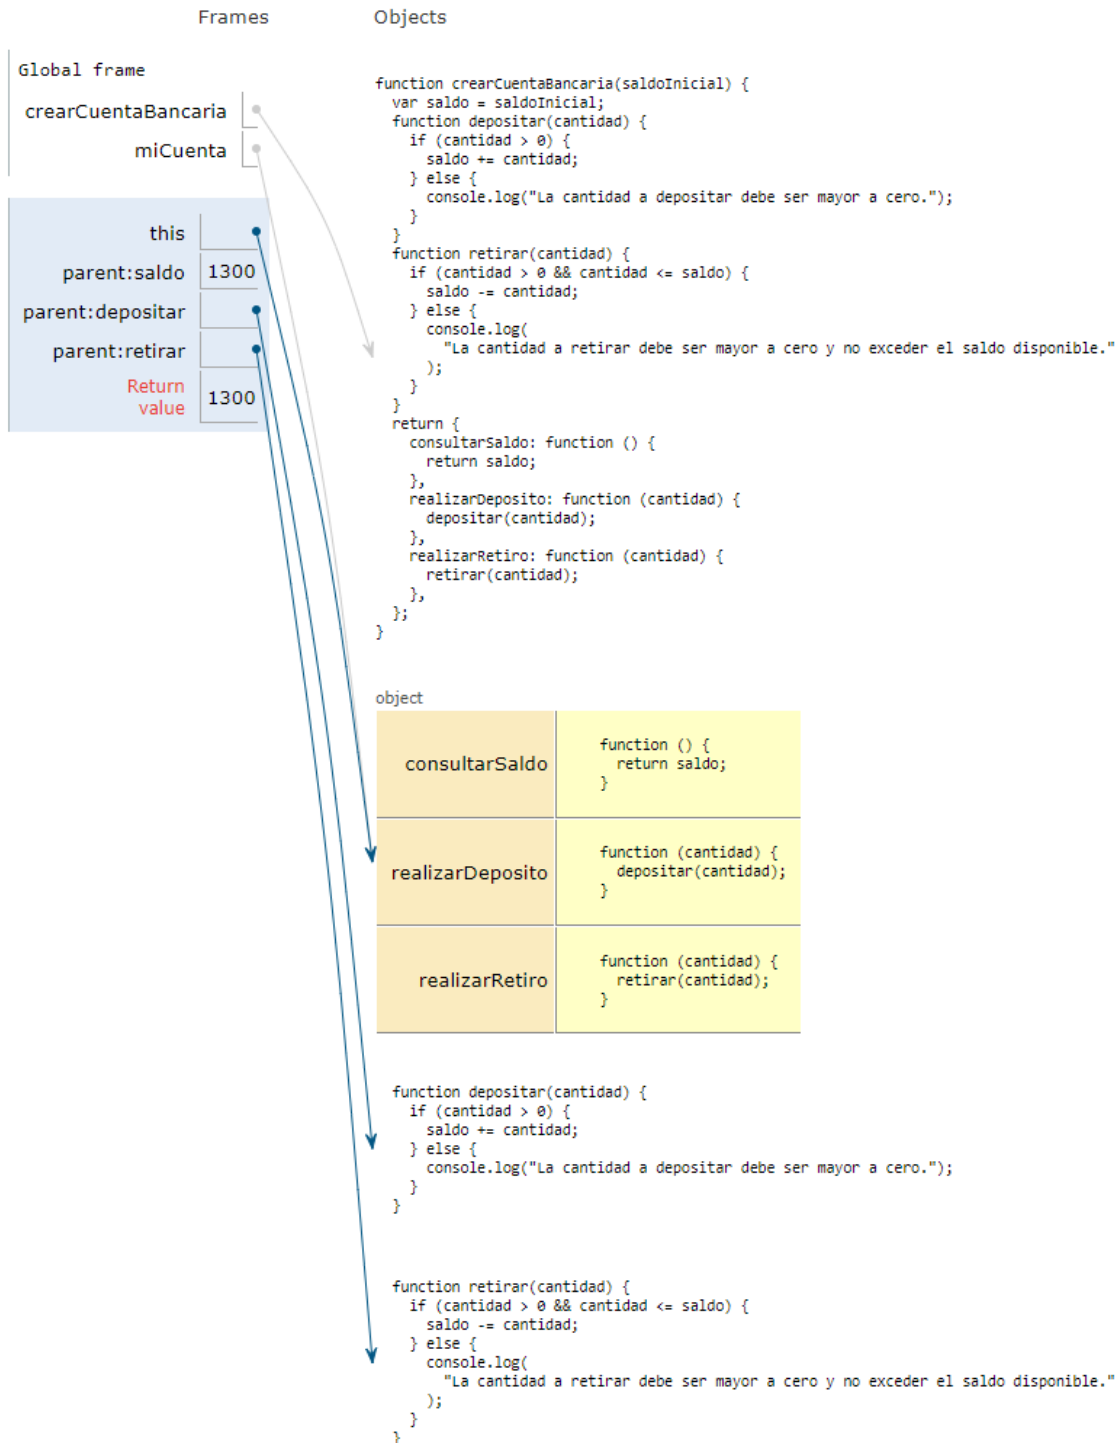 Frames Objects
Global frame
crearCuentaBancaria
miCuenta
this
parent:saldo 1300
parent:depositar
parent:retirar
Return
value 1300
function crearCuentaBancaria(saldoInicial) {
  var saldo = saldoInicial;
  function depositar(cantidad) {
    if (cantidad > 0) {
      saldo += cantidad;
    } else {
      console.log("La cantidad a depositar debe ser mayor a cero.");
    }
  }
  function retirar(cantidad) {
    if (cantidad > 0 && cantidad <= saldo) {
      saldo -= cantidad;
    } else {
      console.log(
        "La cantidad a retirar debe ser mayor a cero y no exceder el saldo disponible."
      );
    }
  }
  return {
    consultarSaldo: function () {
      return saldo;
    },
    realizarDeposito: function (cantidad) {
      depositar(cantidad);
    },
    realizarRetiro: function (cantidad) {
      retirar(cantidad);
    },
  };
}
object
consultarSaldo
function () {
  return saldo;
}
realizarDeposito
function (cantidad) {
  depositar(cantidad);
}
realizarRetiro
function (cantidad) {
  retirar(cantidad);
}
function depositar(cantidad) {
  if (cantidad > 0) {
    saldo += cantidad;
  } else {
    console.log("La cantidad a depositar debe ser mayor a cero.");
  }
}
function retirar(cantidad) {
  if (cantidad > 0 && cantidad <= saldo) {
    saldo -= cantidad;
  } else {
    console.log(
      "La cantidad a retirar debe ser mayor a cero y no exceder el saldo disponible."
    );
  }
}